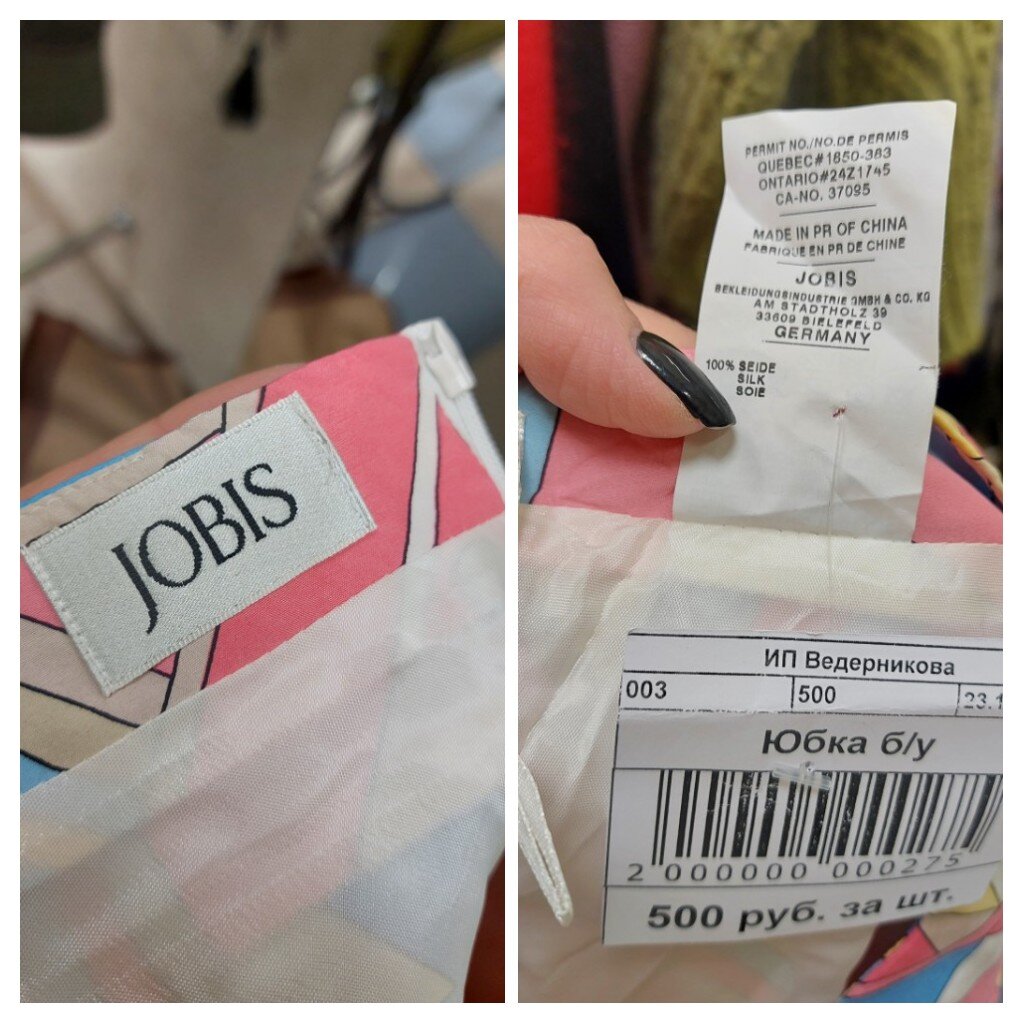 JOBIS
PERMIT NO./NO.DE PERMIS
QUEBEC#1850-383
ONTARIO#24Z1745
CA-NO. 37095
MADE IN PR OF CHINA
FABRIQUE EN PR DE CHINE
JOBIS
BEKLEIDUNGSINDUSTRIE GMBH & CO. KG
AM STADTHOLZ 39
33609 BIELEFELD
GERMANY
100% SEIDE
SILK
SOIE
ИП Ведерникова
003 500 23.1
Юбка б/у
2 000000 000275
500 руб. за шт.